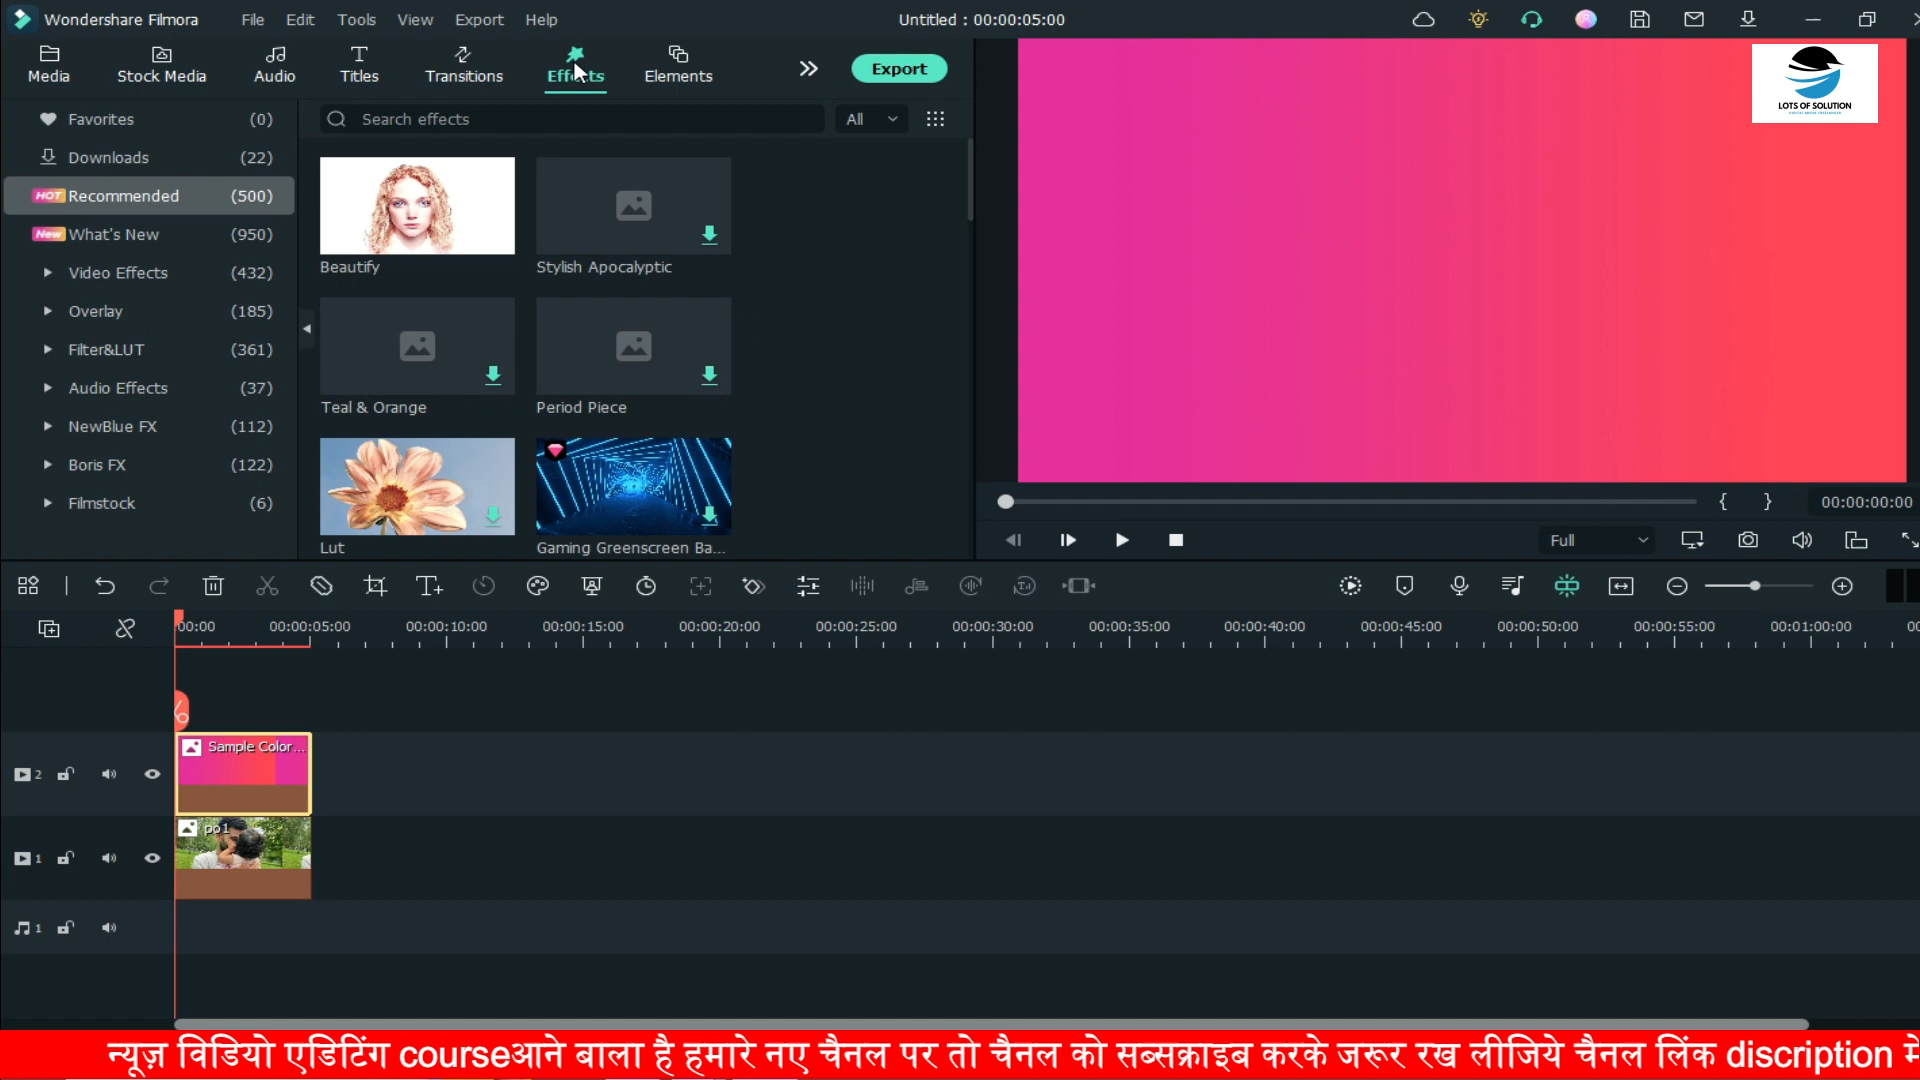 Wondershare Filmora File Edit Tools View Export Help Untitled : 00:00:05:00
Media Stock Media Audio Titles Transitions Effects Elements Export
LOTS OF SOLUTION
Favorites (0)
Downloads (22)
HOT Recommended (500)
New What's New (950)
Video Effects (432)
Overlay (185)
Filter&LUT (361)
Audio Effects (37)
NewBlue FX (112)
Boris FX (122)
Filmstock (6)
Search effects All
Beautify Stylish Apocalyptic
Teal & Orange Period Piece
Lut Gaming Greenscreen Ba...
00:00:00:00
Full
00:00 00:00:05:00 00:00:10:00 00:00:15:00 00:00:20:00 00:00:25:00 00:00:30:00 00:00:35:00 00:00:40:00 00:00:45:00 00:00:50:00 00:00:55:00 00:01:00:00 00
2 Sample Color...
1 po1
1
न्यूज़ विडियो एडिटिंग courseआने बाला है हमारे नए चैनल पर तो चैनल को सब्सक्राइब करके जरूर रख लीजिये चैनल लिंक discription में